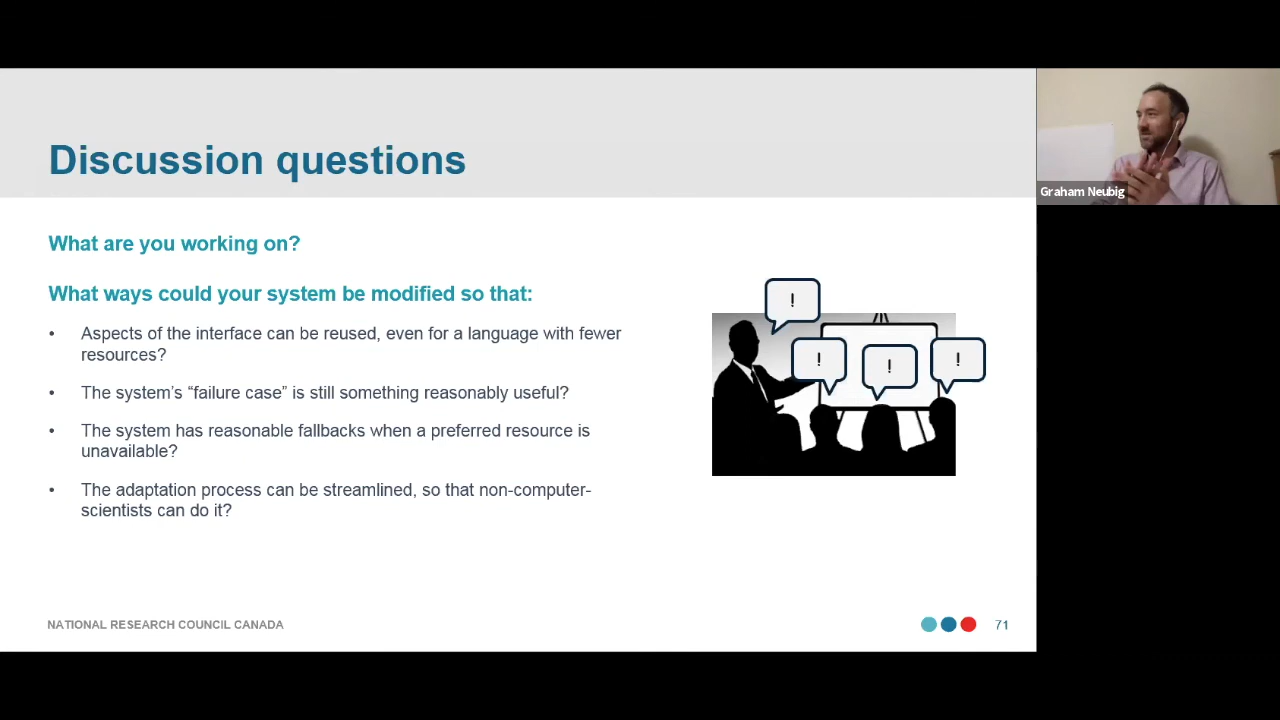 Discussion questions
What are you working on?
What ways could your system be modified so that:
• Aspects of the interface can be reused, even for a language with fewer
resources?
• The system’s “failure case” is still something reasonably useful?
• The system has reasonable fallbacks when a preferred resource is
unavailable?
• The adaptation process can be streamlined, so that non-computer-
scientists can do it?
!
!
!
!
NATIONAL RESEARCH COUNCIL CANADA
71
Graham Neubig